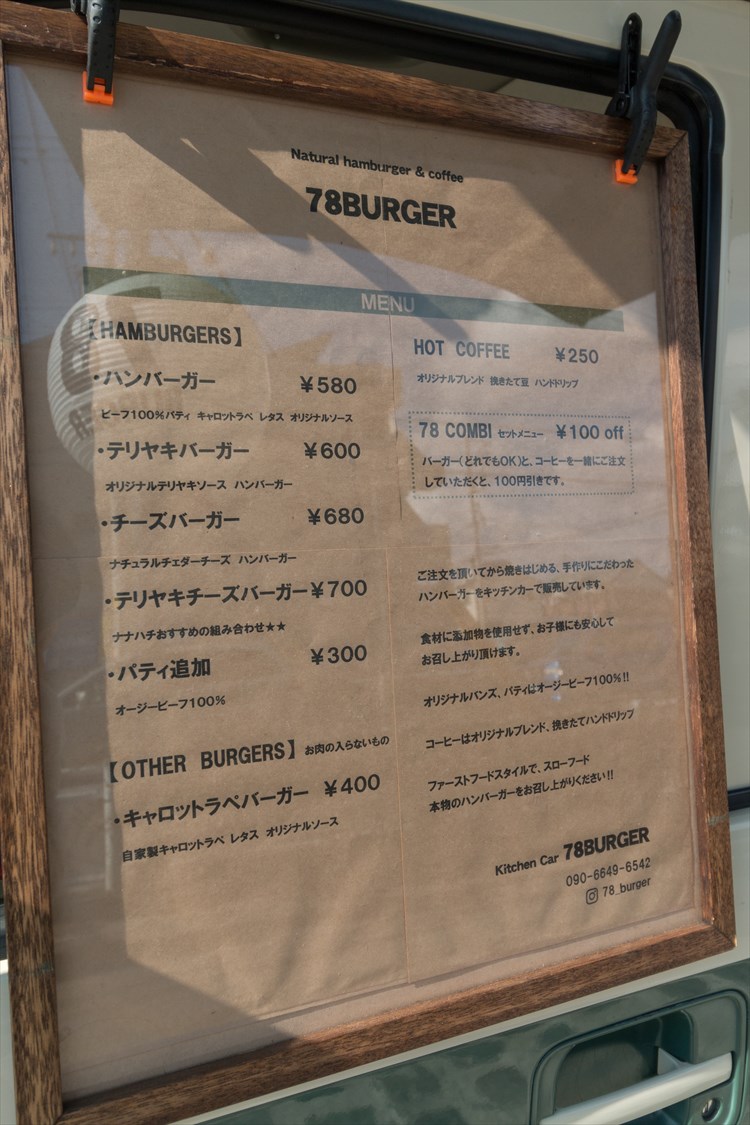 Natural hamburger & coffee
78BURGER
MENU
【HAMBURGERS】
・ハンバーガー ¥580
ビーフ100%パティ キャロットラペ レタス オリジナルソース
・テリヤキバーガー ¥600
オリジナルテリヤキソース ハンバーガー
・チーズバーガー ¥680
ナチュラルチェダーチーズ ハンバーガー
・テリヤキチーズバーガー ¥700
ナナハチおすすめの組み合わせ★★
・パティ追加 ¥300
オージービーフ100%
【OTHER BURGERS】お肉の入らないもの
・キャロットラペバーガー ¥400
自家製キャロットラペ レタス オリジナルソース
HOT COFFEE ¥250
オリジナルブレンド 挽きたて豆 ハンドドリップ
78 COMBI セットメニュー ¥100 off
バーガー(どれでもOK)と、コーヒーを一緒にご注文
していただくと、100円引きです。
ご注文を頂いてから焼きはじめる、手作りにこだわった
ハンバーガーをキッチンカーで販売しています。
食材に添加物を使用せず、お子様にも安心して
お召し上がり頂けます。
オリジナルバンズ、パティはオージービーフ100%!!
コーヒーはオリジナルブレンド、挽きたてハンドドリップ
ファーストフードスタイルで、スローフード
本物のハンバーガーをお召し上がりください!!
Kitchen Car 78BURGER
090-6649-6542
78_burger